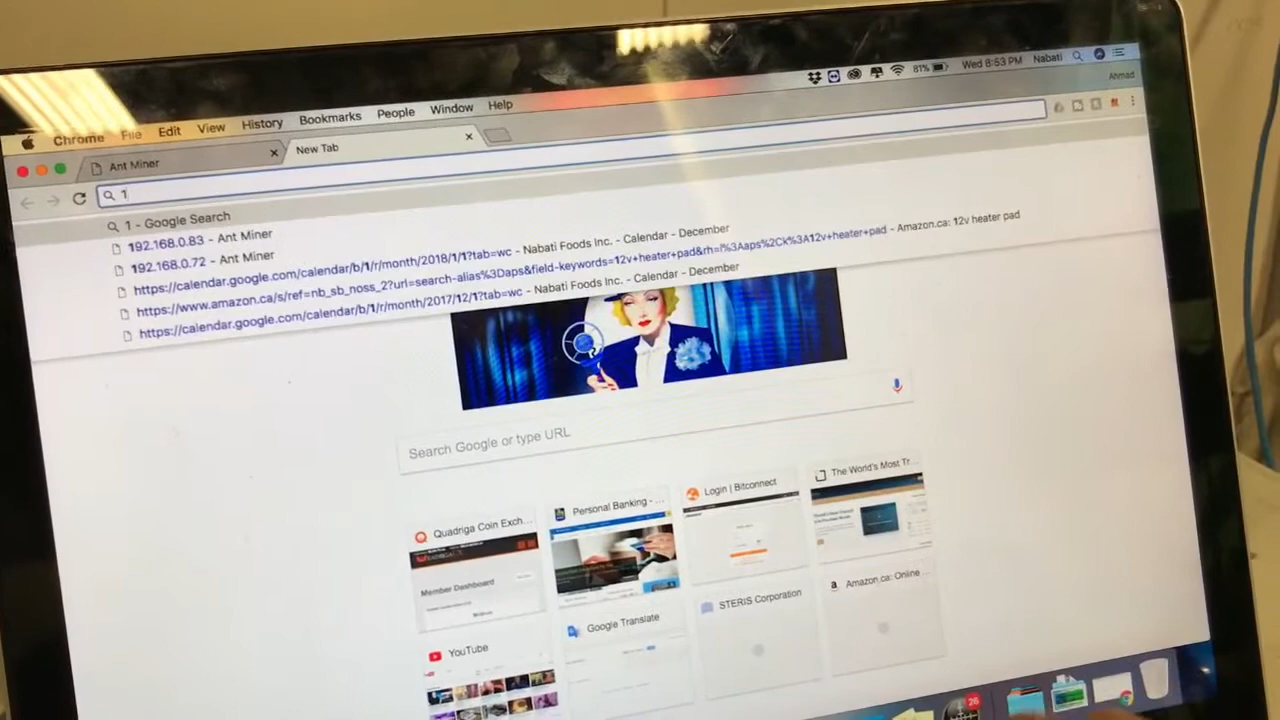 Chrome File Edit View History Bookmarks People Window Help 81% Wed 8:53 PM Nabati
Ahmad
Ant Miner
New Tab
1
1 - Google Search
192.168.0.83 - Ant Miner
192.168.0.72 - Ant Miner
https://calendar.google.com/calendar/b/1/r/month/2018/1/1?tab=wc - Nabati Foods Inc. - Calendar - December
https://www.amazon.ca/s/ref=nb_sb_noss_2?url=search-alias%3Daps&field-keywords=12v+heater+pad&rh=i%3Aaps%2Ck%3A12v+heater+pad - Amazon.ca: 12v heater pad
https://calendar.google.com/calendar/b/1/r/month/2017/12/1?tab=wc - Nabati Foods Inc. - Calendar - December
Search Google or type URL
Quadriga Coin Exch...
Personal Banking - ...
Login | Bitconnect
The World's Most Tr...
Member Dashboard
YouTube
Google Translate
STERIS Corporation
Amazon.ca: Online ...
26